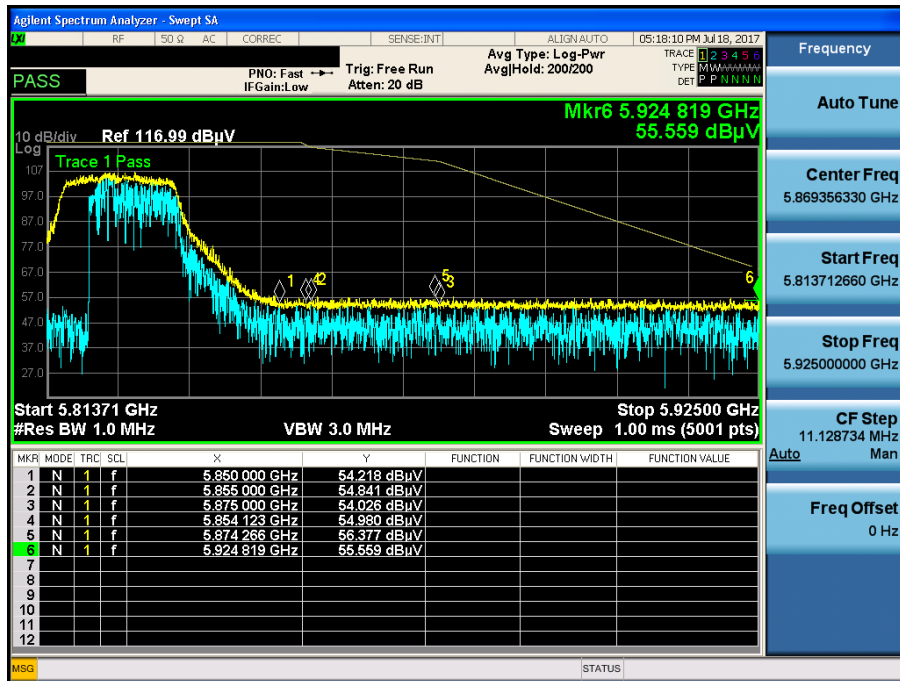 Agilent Spectrum Analyzer - Swept SA
LXI RF 50 Ω AC CORREC SENSE:INT ALIGN AUTO 05:18:10 PM Jul 18, 2017
PASS
PNO: Fast
IFGain:Low
Trig: Free Run
Atten: 20 dB
Avg Type: Log-Pwr
Avg|Hold: 200/200
TRACE 1 2 3 4 5 6
TYPE M WWWWW
DET P P N N N N
Mkr6 5.924 819 GHz
55.559 dBµV
10 dB/div Ref 116.99 dBµV
Log
Trace 1 Pass
107
97.0
87.0
77.0
67.0
57.0
47.0
37.0
27.0
1
2
5
3
6
Start 5.81371 GHz Stop 5.92500 GHz
#Res BW 1.0 MHz VBW 3.0 MHz Sweep 1.00 ms (5001 pts)
MKR MODE TRC SCL X Y FUNCTION FUNCTION WIDTH FUNCTION VALUE
1 N 1 f 5.850 000 GHz 54.218 dBµV
2 N 1 f 5.855 000 GHz 54.841 dBµV
3 N 1 f 5.875 000 GHz 54.026 dBµV
4 N 1 f 5.854 123 GHz 54.980 dBµV
5 N 1 f 5.874 266 GHz 56.377 dBµV
6 N 1 f 5.924 819 GHz 55.559 dBµV
7
8
9
10
11
12
MSG STATUS
Frequency
Auto Tune
Center Freq
5.869356330 GHz
Start Freq
5.813712660 GHz
Stop Freq
5.925000000 GHz
CF Step
11.128734 MHz
Auto Man
Freq Offset
0 Hz